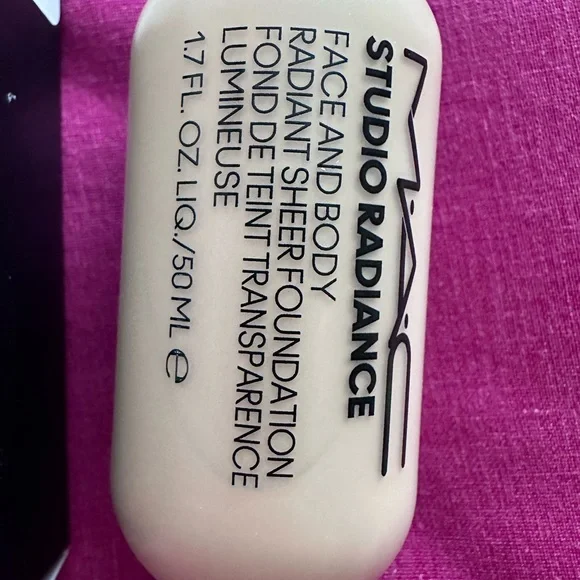 MAC
STUDIO RADIANCE
FACE AND BODY
RADIANT SHEER FOUNDATION
FOND DE TEINT TRANSPARENCE
LUMINEUSE
1.7 FL. OZ. LIQ./50 ML ℮